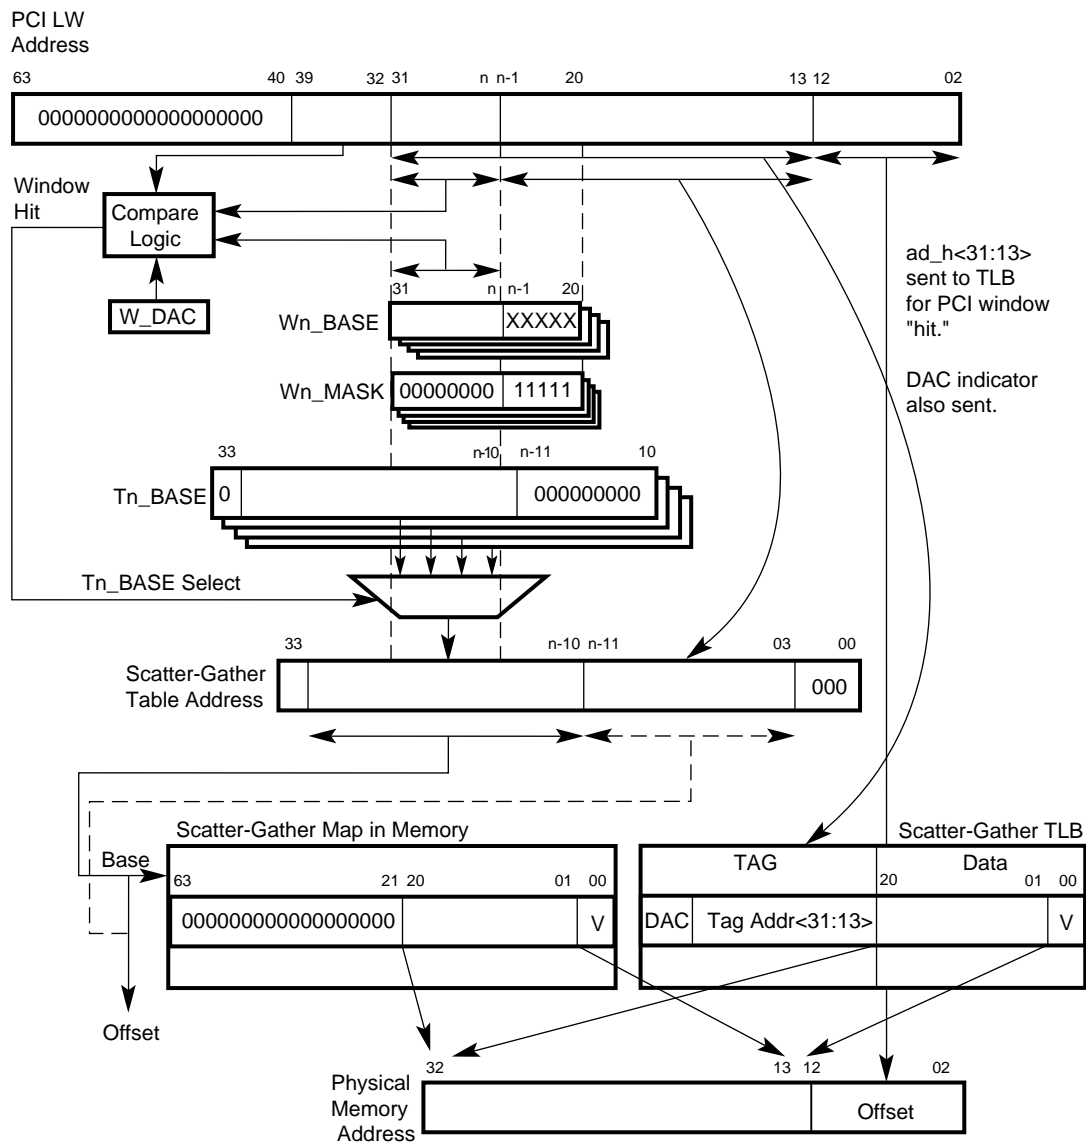 PCI LW
Address
63 40 39 32 31 n n-1 20 13 12 02
00000000000000000000
Window
Hit
Compare
Logic
W_DAC
ad_h<31:13>
sent to TLB
for PCI window
"hit."
DAC indicator
also sent.
31 n n-1 20
Wn_BASE XXXXX
Wn_MASK 00000000 11111
33 n-10 n-11 10
Tn_BASE 0 000000000
Tn_BASE Select
33 n-10 n-11 03 00
Scatter-Gather
Table Address
000
Scatter-Gather Map in Memory
Scatter-Gather TLB
Base
63 21 20 01 00
0000000000000000000 V
TAG Data
20 01 00
DAC Tag Addr<31:13> V
Offset
32 13 12 02
Physical
Memory
Address
Offset